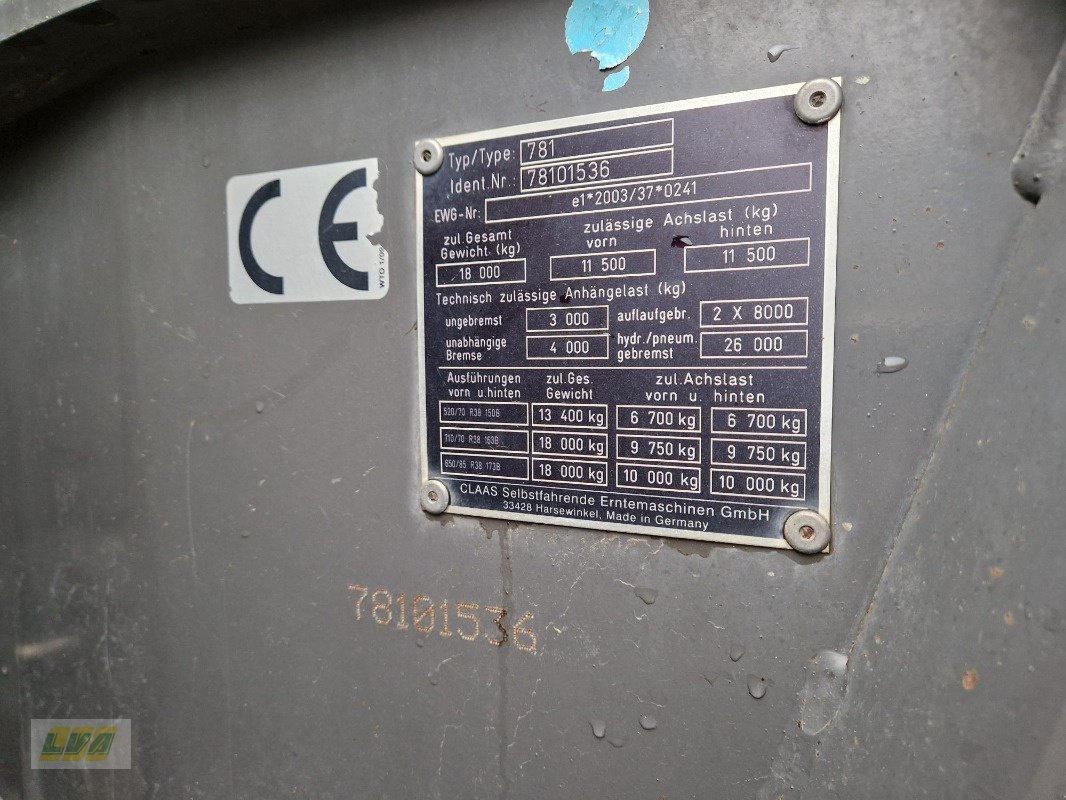 CE
WTG 1/09
Typ/Type: 781
Ident.Nr.: 78101536
EWG-Nr: e1*2003/37*0241
zul.Gesamt Gewicht (kg)
zulässige Achslast (kg)
vorn hinten
18 000 11 500 11 500
Technisch zulässige Anhängelast (kg)
ungebremst 3 000 auflaufgebr. 2 X 8000
unabhängige Bremse 4 000 hydr./pneum. gebremst 26 000
Ausführungen vorn u.hinten
zul.Ges. Gewicht
zul.Achslast vorn u. hinten
520/70 R38 150B 13 400 kg 6 700 kg 6 700 kg
710/70 R38 163B 18 000 kg 9 750 kg 9 750 kg
650/85 R38 173B 18 000 kg 10 000 kg 10 000 kg
CLAAS Selbstfahrende Erntemaschinen GmbH
33428 Harsewinkel, Made in Germany
78101536
LVA